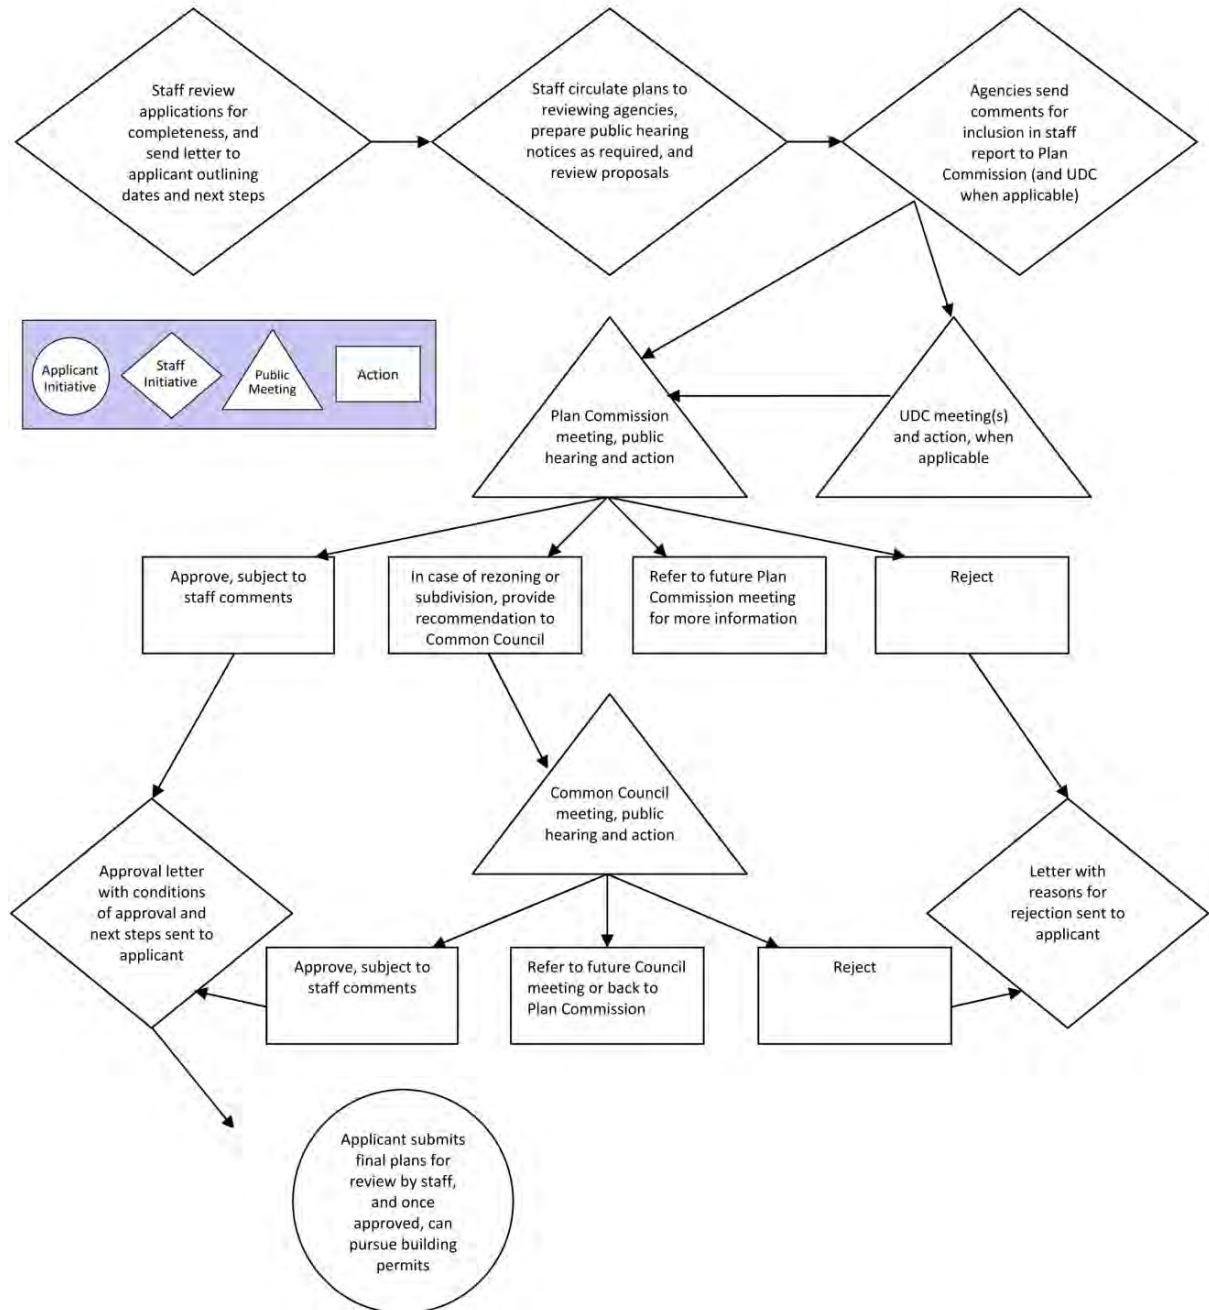 Staff review
applications for
completeness, and
send letter to
applicant outlining
dates and next steps
Staff circulate plans to
reviewing agencies,
prepare public hearing
notices as required, and
review proposals
Agencies send
comments for
inclusion in staff
report to Plan
Commission (and UDC
when applicable)
Applicant
Initiative
Staff
Initiative
Public
Meeting
Action
Plan Commission
meeting, public
hearing and action
UDC meeting(s)
and action, when
applicable
Approve, subject to
staff comments
In case of rezoning or
subdivision, provide
recommendation to
Common Council
Refer to future Plan
Commission meeting
for more information
Reject
Common Council
meeting, public
hearing and action
Approval letter
with conditions
of approval and
next steps sent to
applicant
Letter with
reasons for
rejection sent to
applicant
Approve, subject to
staff comments
Refer to future Council
meeting or back to
Plan Commission
Reject
Applicant submits
final plans for
review by staff,
and once
approved, can
pursue building
permits